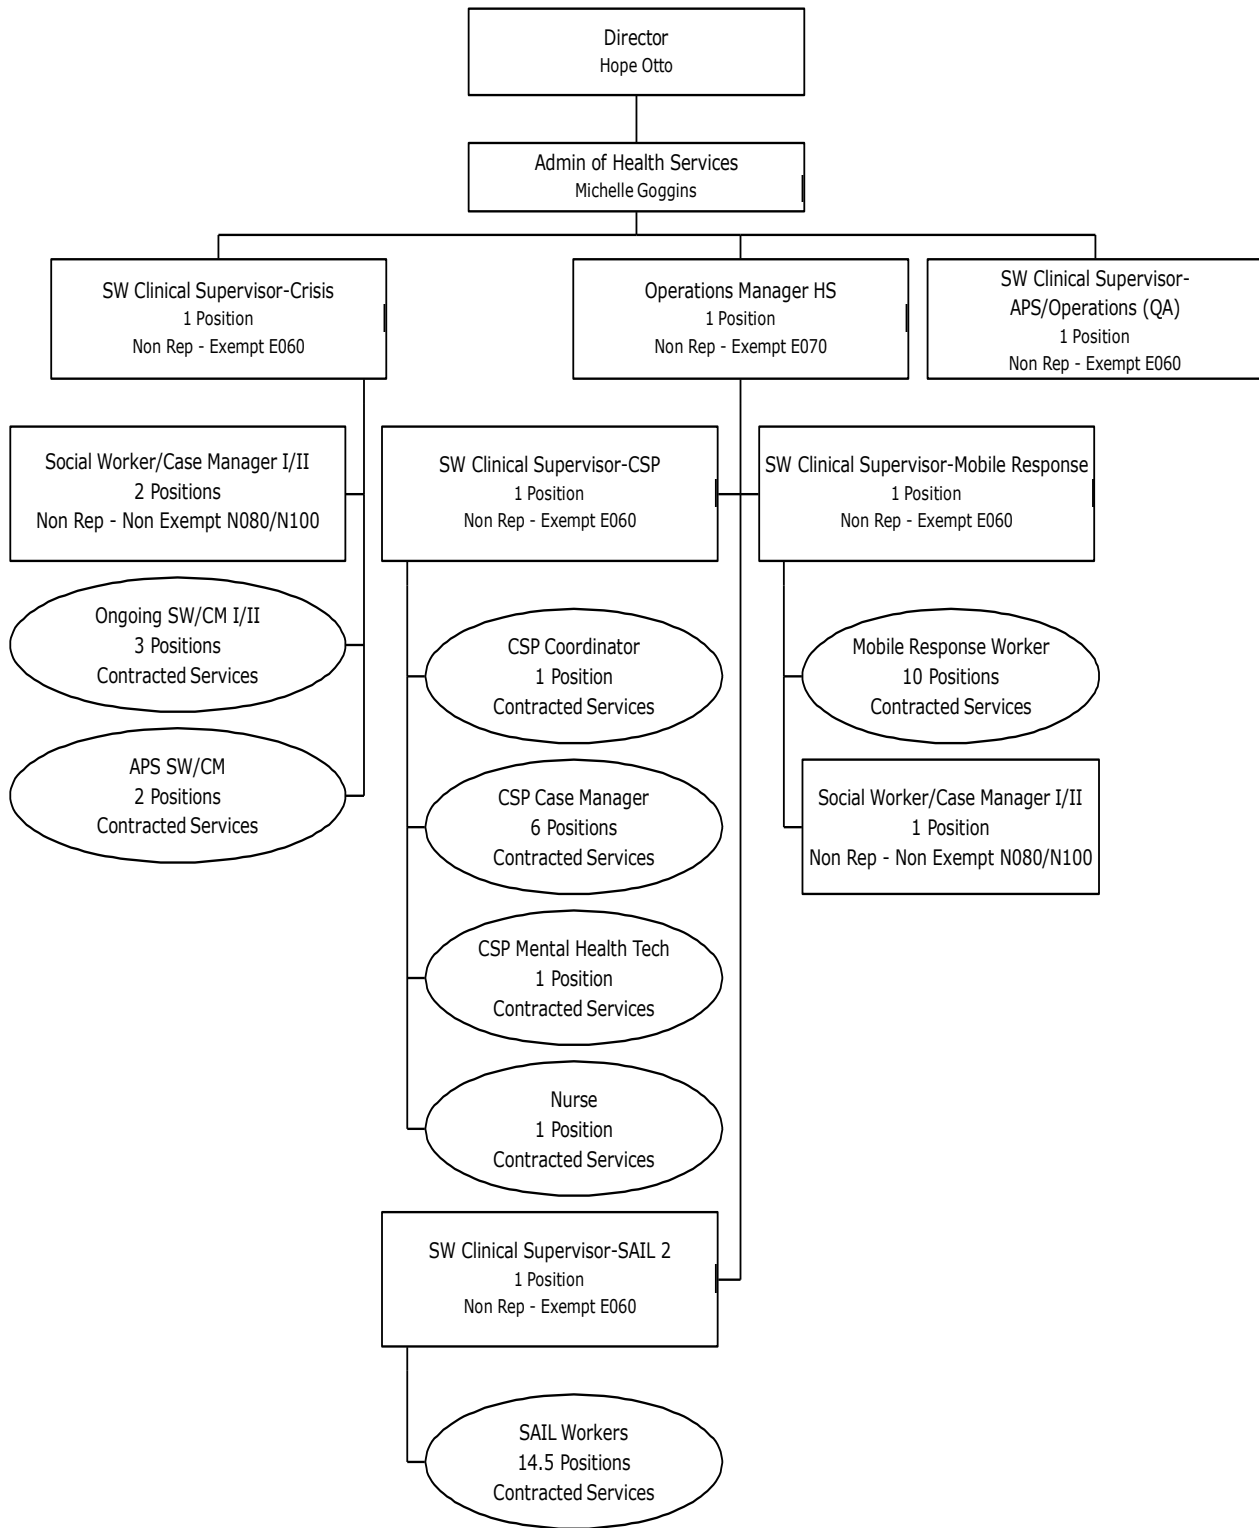 Director
Hope Otto
Admin of Health Services
Michelle Goggins
SW Clinical Supervisor-Crisis
1 Position
Non Rep - Exempt E060
Operations Manager HS
1 Position
Non Rep - Exempt E070
SW Clinical Supervisor-
APS/Operations (QA)
1 Position
Non Rep - Exempt E060
Social Worker/Case Manager I/II
2 Positions
Non Rep - Non Exempt N080/N100
SW Clinical Supervisor-CSP
1 Position
Non Rep - Exempt E060
SW Clinical Supervisor-Mobile Response
1 Position
Non Rep - Exempt E060
Ongoing SW/CM I/II
3 Positions
Contracted Services
CSP Coordinator
1 Position
Contracted Services
Mobile Response Worker
10 Positions
Contracted Services
APS SW/CM
2 Positions
Contracted Services
CSP Case Manager
6 Positions
Contracted Services
Social Worker/Case Manager I/II
1 Position
Non Rep - Non Exempt N080/N100
CSP Mental Health Tech
1 Position
Contracted Services
Nurse
1 Position
Contracted Services
SW Clinical Supervisor-SAIL 2
1 Position
Non Rep - Exempt E060
SAIL Workers
14.5 Positions
Contracted Services